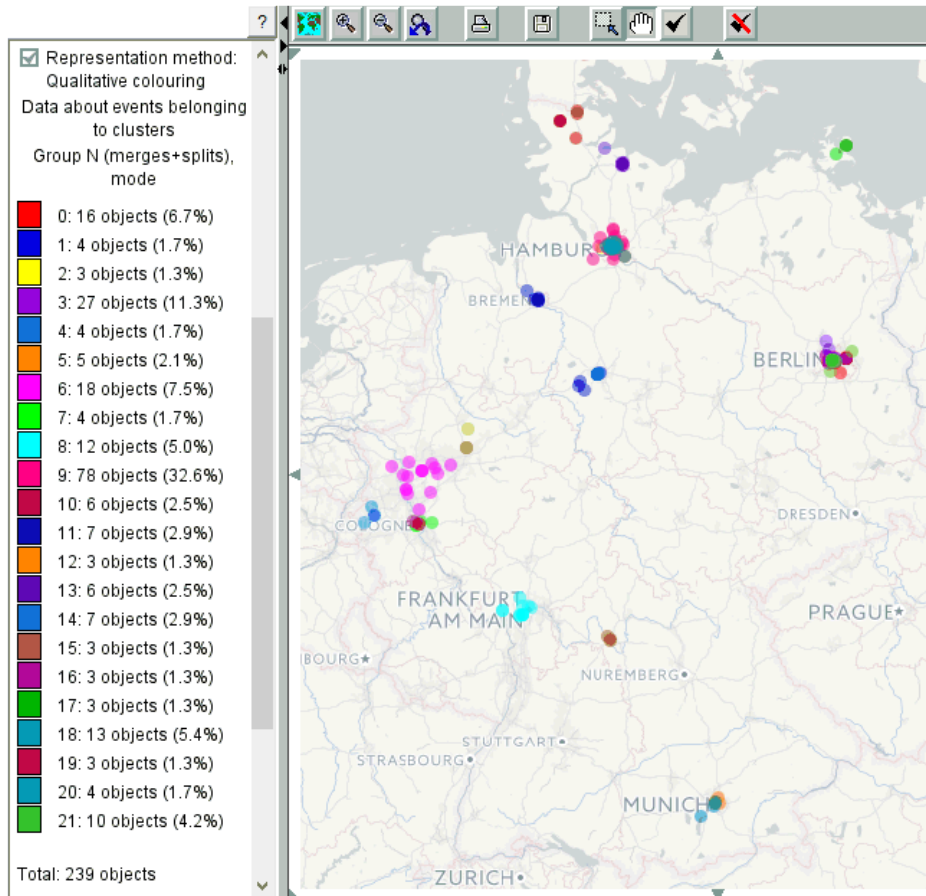 ?
Representation method:
Qualitative colouring
Data about events belonging
to clusters
Group N (merges+splits),
mode
0: 16 objects (6.7%)
1: 4 objects (1.7%)
2: 3 objects (1.3%)
3: 27 objects (11.3%)
4: 4 objects (1.7%)
5: 5 objects (2.1%)
6: 18 objects (7.5%)
7: 4 objects (1.7%)
8: 12 objects (5.0%)
9: 78 objects (32.6%)
10: 6 objects (2.5%)
11: 7 objects (2.9%)
12: 3 objects (1.3%)
13: 6 objects (2.5%)
14: 7 objects (2.9%)
15: 3 objects (1.3%)
16: 3 objects (1.3%)
17: 3 objects (1.3%)
18: 13 objects (5.4%)
19: 3 objects (1.3%)
20: 4 objects (1.7%)
21: 10 objects (4.2%)
Total: 239 objects
HAMBUR
BREMEN
BERLIN
COLOGNE
DRESDEN
FRANKFURT
AM MAIN
PRAGUE
BOURG
NUREMBERG
STUTTGART
STRASBOURG
MUNICH
ZURICH